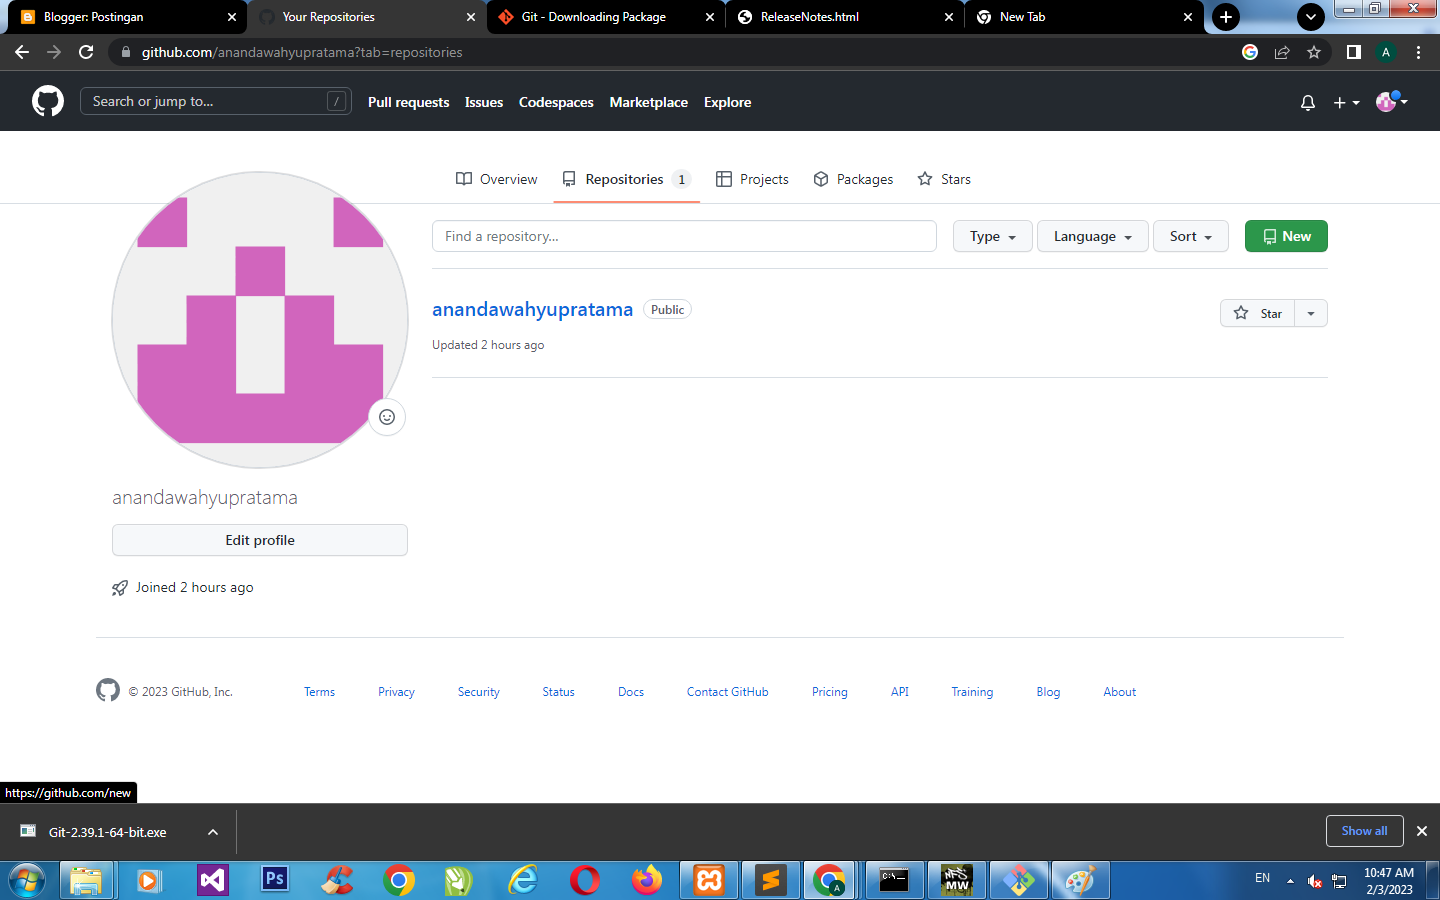 Blogger: Postingan
Your Repositories
Git - Downloading Package
ReleaseNotes.html
New Tab
github.com/anandawahyupratama?tab=repositories
A
Search or jump to...
/
Pull requests
Issues
Codespaces
Marketplace
Explore
Overview
Repositories 1
Projects
Packages
Stars
Find a repository...
Type
Language
Sort
New
anandawahyupratama
Public
Star
Updated 2 hours ago
anandawahyupratama
Edit profile
Joined 2 hours ago
© 2023 GitHub, Inc.
Terms
Privacy
Security
Status
Docs
Contact GitHub
Pricing
API
Training
Blog
About
https://github.com/new
Git-2.39.1-64-bit.exe
Show all
Ps
A
C:\_
NFS
MW
EN
10:47 AM
2/3/2023